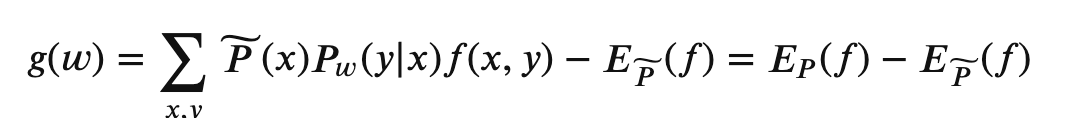 g(w) = ∑_{x,y} P̃(x)P_w(y|x)f(x, y) − E_P̃(f) = E_P(f) − E_P̃(f)